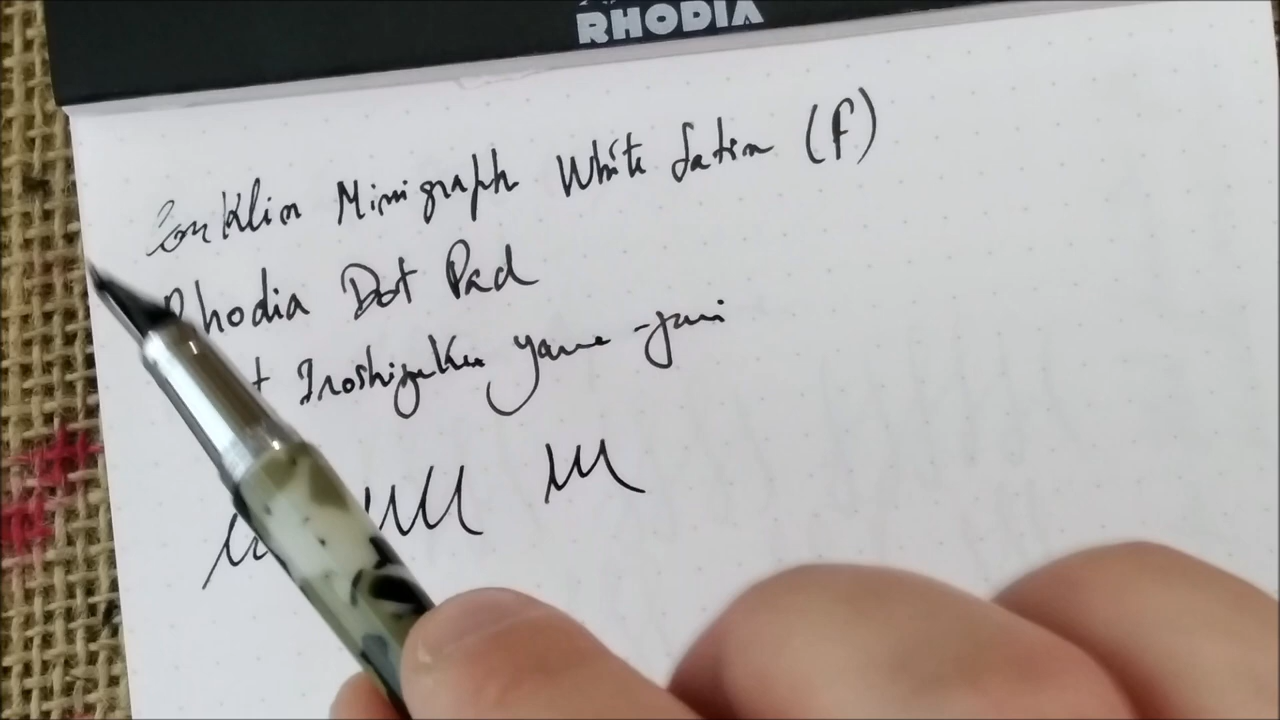 RHODIA
Conklin Minigraph White Satin (F)
Rhodia Dot Pad
Iroshizuku Yama-guri